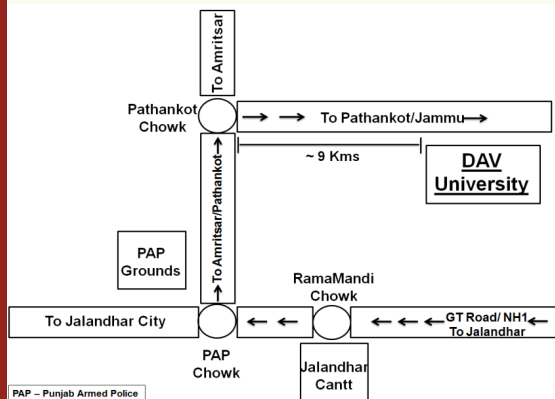 To Amritsar
Pathankot
Chowk
To Pathankot/Jammu
~ 9 Kms
DAV
University
To Amritsar/Pathankot
PAP
Grounds
RamaMandi
Chowk
To Jalandhar City
GT Road/ NH1
To Jalandhar
PAP
Chowk
Jalandhar
Cantt
PAP – Punjab Armed Police